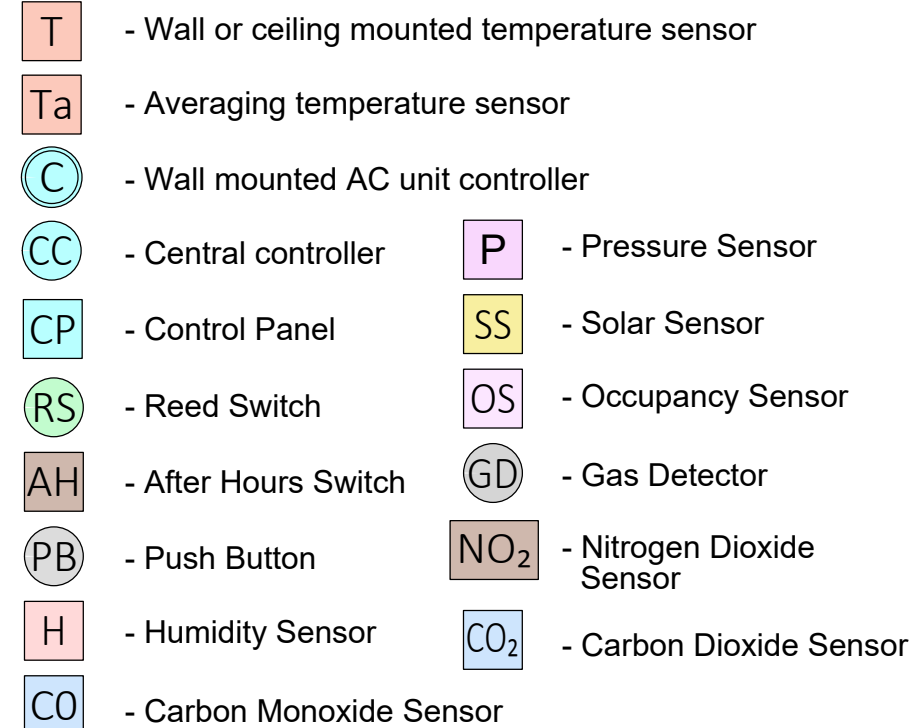 T - Wall or ceiling mounted temperature sensor
Ta - Averaging temperature sensor
C - Wall mounted AC unit controller
CC - Central controller
CP - Control Panel
RS - Reed Switch
AH - After Hours Switch
PB - Push Button
H - Humidity Sensor
CO - Carbon Monoxide Sensor
P - Pressure Sensor
SS - Solar Sensor
OS - Occupancy Sensor
GD - Gas Detector
NO₂ - Nitrogen Dioxide
Sensor
CO₂ - Carbon Dioxide Sensor